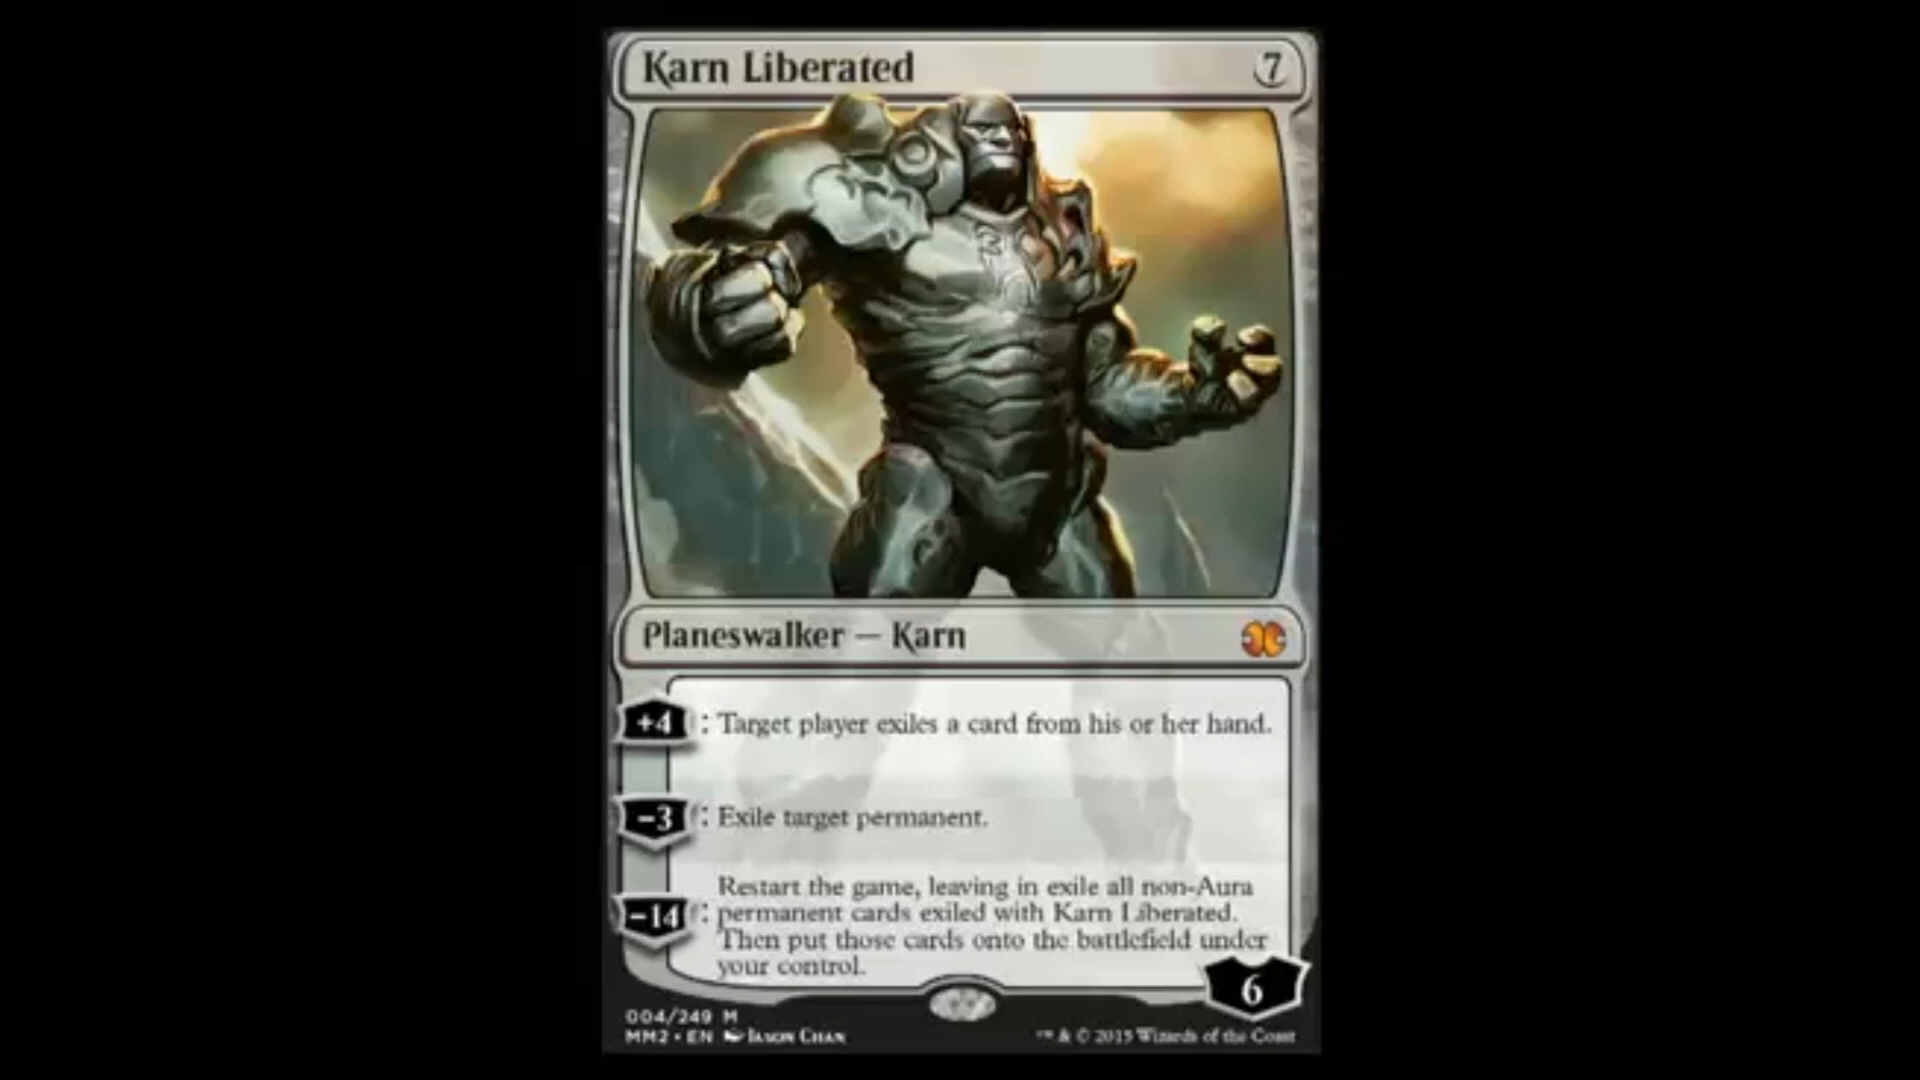 Karn Liberated 7
Planeswalker — Karn
+4 : Target player exiles a card from his or her hand.
−3 : Exile target permanent.
Restart the game, leaving in exile all non-Aura
−14 : permanent cards exiled with Karn Liberated.
Then put those cards onto the battlefield under
your control.
6
004/249 M
MM2 • EN Jason Chan
™ & © 2015 Wizards of the Coast